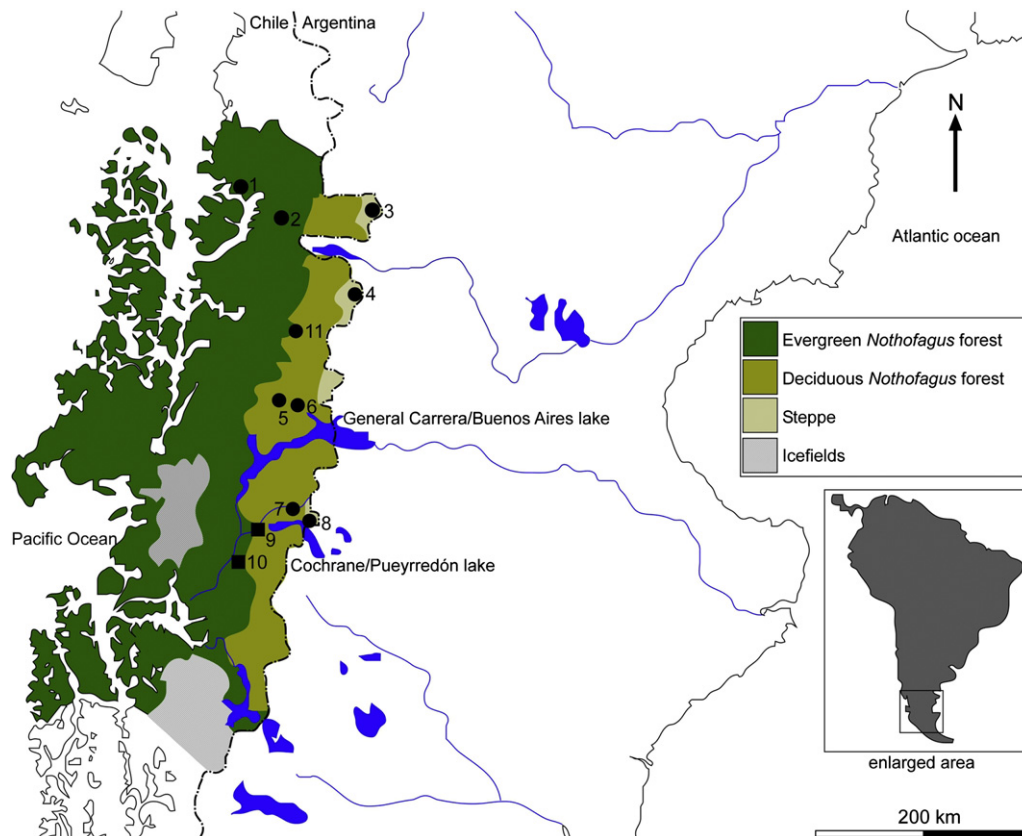 Chile
Argentina
N
1
2
3
4
11
5
6
7
8
9
10
Atlantic ocean
General Carrera/Buenos Aires lake
Pacific Ocean
Cochrane/Pueyrredón lake
Evergreen Nothofagus forest
Deciduous Nothofagus forest
Steppe
Icefields
enlarged area
200 km